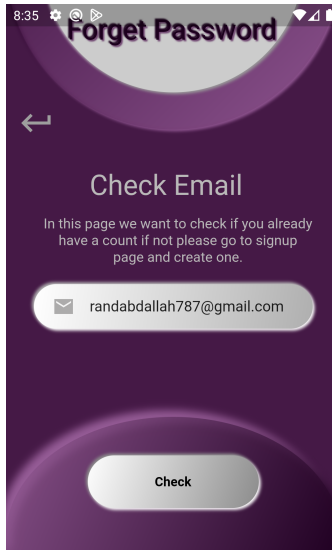 8:35
Forget Password
Check Email
In this page we want to check if you already
have a count if not please go to signup
page and create one.
randabdallah787@gmail.com
Check